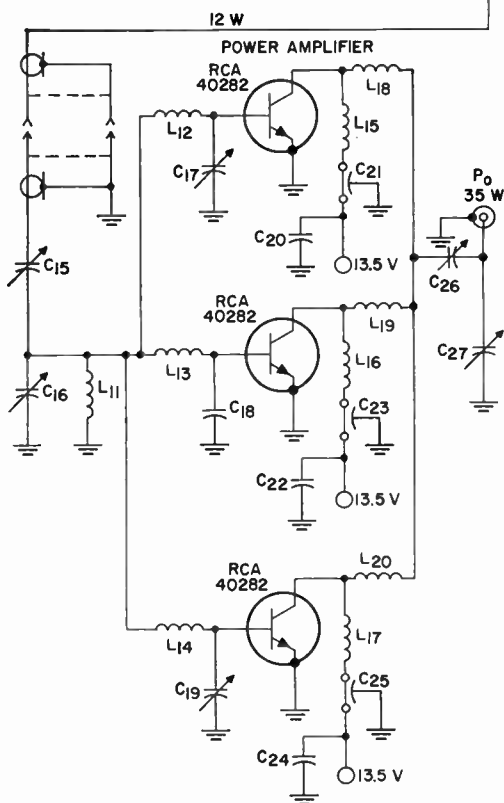 12 W
POWER AMPLIFIER
RCA
40282
L18
L12
L15
C17
C21
P0
35 W
C20
C15
13.5 V
C26
RCA
40282
L19
L13
L16
C27
C16
L11
C18
C23
C22
13.5 V
L20
RCA
40282
L14
L17
C19
C25
C24
13.5 V